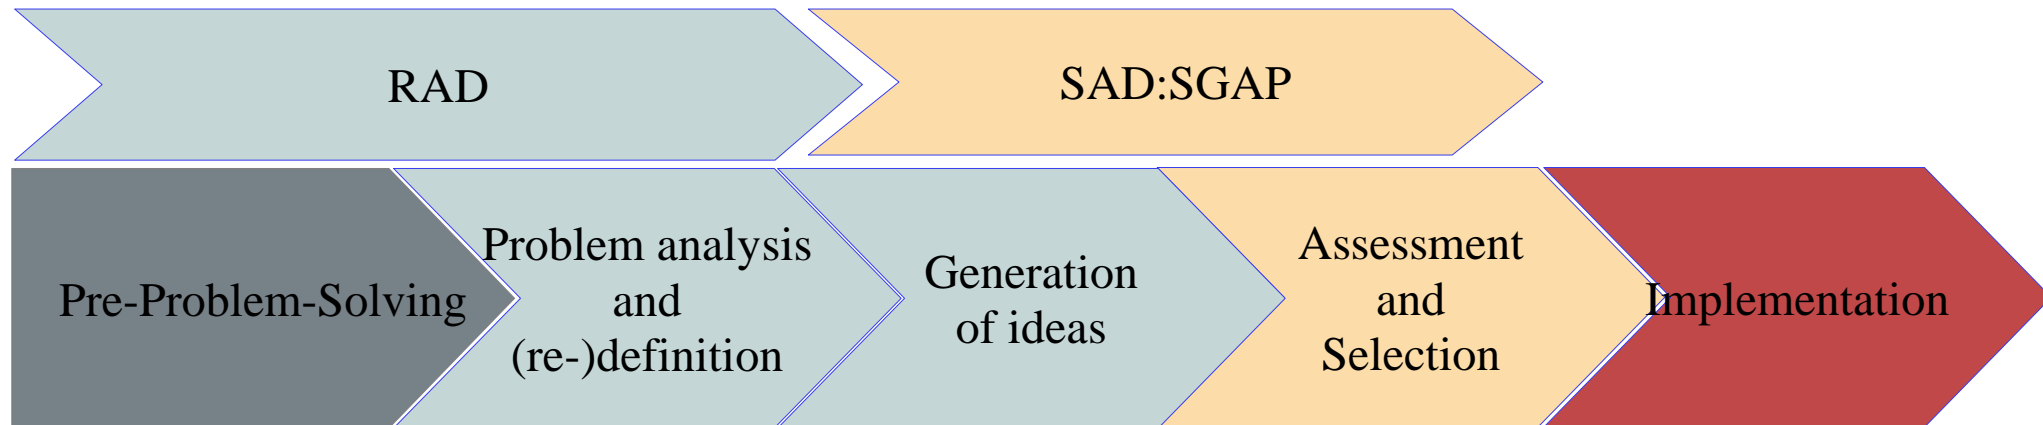 RAD
SAD:SGAP
Pre-Problem-Solving
Problem analysis
and
(re-)definition
Generation
of ideas
Assessment
and
Selection
Implementation